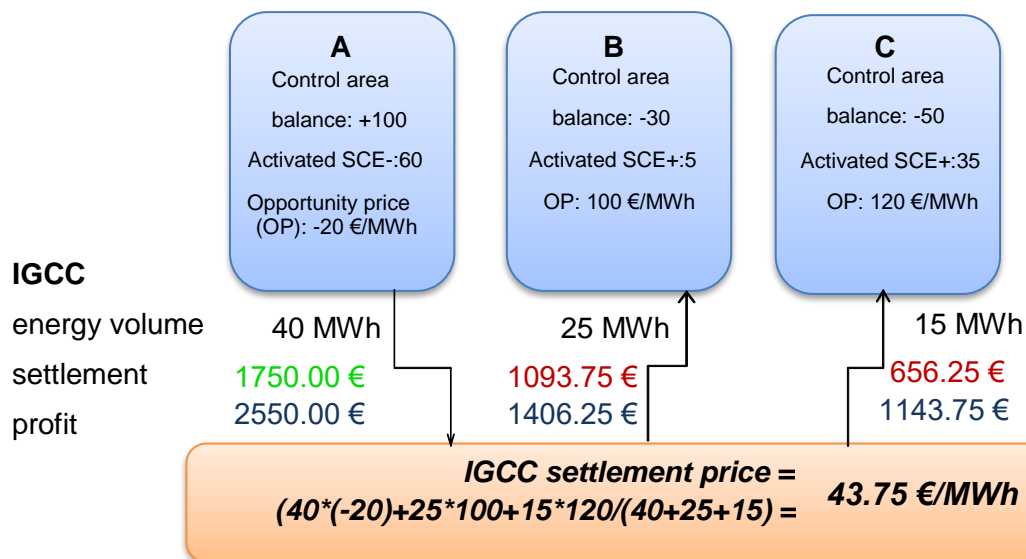 A
Control area
balance: +100
Activated SCE-:60
Opportunity price
(OP): -20 €/MWh
B
Control area
balance: -30
Activated SCE+:5
OP: 100 €/MWh
C
Control area
balance: -50
Activated SCE+:35
OP: 120 €/MWh
IGCC
energy volume
40 MWh
25 MWh
15 MWh
settlement
1750.00 €
1093.75 €
656.25 €
profit
2550.00 €
1406.25 €
1143.75 €
IGCC settlement price =
(40*(-20)+25*100+15*120/(40+25+15) =
43.75 €/MWh